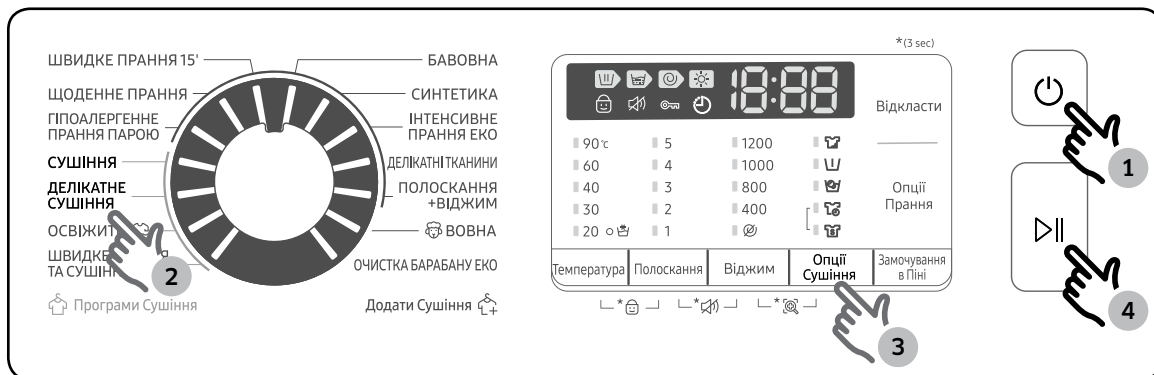 *(3 sec)
ШВИДКЕ ПРАННЯ 15'
БАВОВНА
ЩОДЕННЕ ПРАННЯ
СИНТЕТИКА
ГІПОАЛЕРГЕННЕ
ПРАННЯ ПАРОЮ
ІНТЕНСИВНЕ
ПРАННЯ ЕКО
СУШІННЯ
ДЕЛІКАТНІ ТКАНИНИ
ДЕЛІКАТНЕ
СУШІННЯ
ПОЛОСКАННЯ
+ВІДЖИМ
ОСВІЖИТ
ВОВНА
ШВИДКЕ
ТА СУШІН
ОЧИСТКА БАРАБАНУ ЕКО
Програми Сушіння
Додати Сушіння
18:88
Відкласти
90℃ 5 1200
60 4 1000
40 3 800
30 2 400
20 1
Опції
Прання
Температура
Полоскання
Віджим
Опції
Сушіння
Замочування
в Піні
*
*
*
1
2
3
4